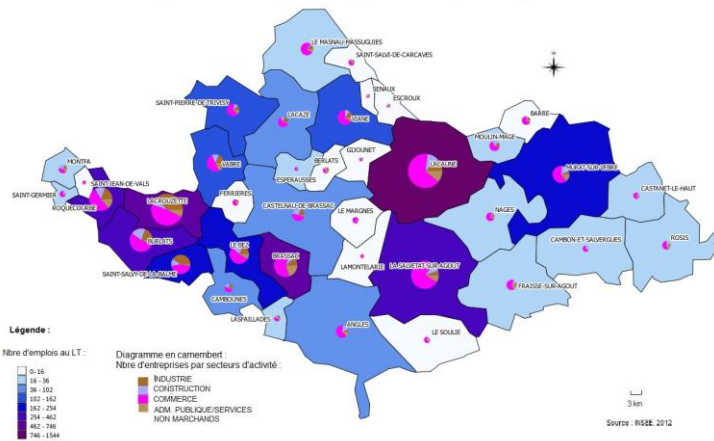 LE MASNAU-MASSUGUIES
SAINT-SALVI-DE-CARCAVES
SENAUX
ESCROUX
BARRE
SAINT-PIERRE-DE-TRIVISY
LACAZE
VIANE
MOULIN-MAGE
GIJOUNET
MONTFA
VABRE
BERLATS
LACAUNE
MURAT-SUR-VEBRE
ESPERAUSSES
SAINT-JEAN-DE-VALS
SAINT-GERMIER
CASTANET-LE-HAUT
FERRIERES
LACROUZETTE
ROQUECOURBE
CASTELNAU-DE-BRASSAC
LE MARGNES
NAGES
BURLATS
LE BEZ
CAMBON-ET-SALVERGUES
ROSIS
BRASSAC
LAMONTELARIE
SAINT-SALVY-DE-LA-BALME
LA SALVETAT-SUR-AGOUT
FRAISSE-SUR-AGOUT
CAMBOUNES
LASFAILLADES
ANGLES
LE SOULIE
Légende :
Nbre d'emplois au LT :
0-16
16 - 36
36 - 102
102 - 162
162 - 254
254 - 462
462 - 746
746 - 1544
Diagramme en camembert :
Nbre d'entreprises par secteurs d'activité :
INDUSTRIE
CONSTRUCTION
COMMERCE
ADM. PUBLIQUE/SERVICES
NON MARCHANDS
3 km
Source : INSEE, 2012